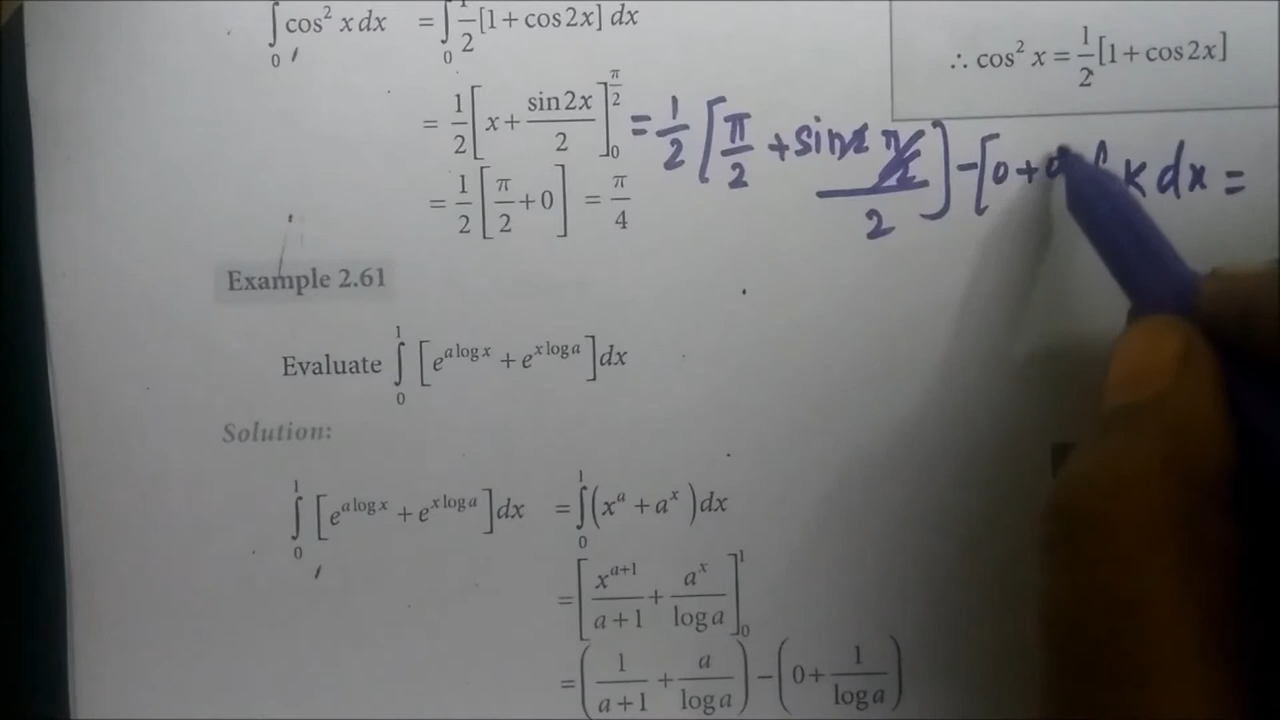 ∫₀ cos² x dx = ∫₀ 1/2 [1 + cos 2x] dx
∴ cos² x = 1/2 [1 + cos 2x]
= 1/2 [x + sin 2x / 2]₀^(π/2) = 1/2 [π/2 + sin 2 π/2 / 2] - [0 + k dx =
= 1/2 [π/2 + 0] = π/4
Example 2.61
Evaluate ∫₀¹ [e^(a log x) + e^(x log a)] dx
Solution:
∫₀¹ [e^(a log x) + e^(x log a)] dx = ∫₀¹ (x^a + a^x) dx
= [x^(a+1) / (a+1) + a^x / log a]₀¹
= (1 / (a+1) + a / log a) − (0 + 1 / log a)